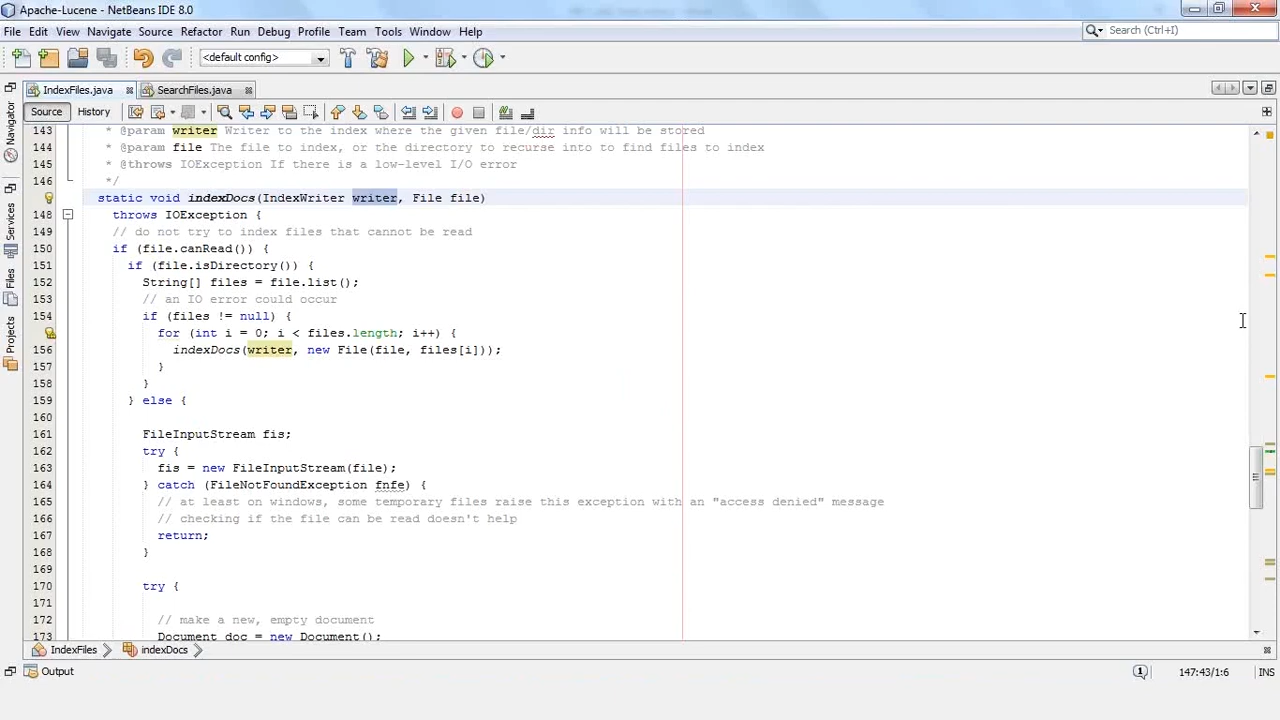 Apache-Lucene - NetBeans IDE 8.0
File Edit View Navigate Source Refactor Run Debug Profile Team Tools Window Help
Search (Ctrl+I)
<default config>
IndexFiles.java SearchFiles.java
Source History
Navigator
Services
Files
Projects
143 * @param writer Writer to the index where the given file/dir info will be stored
144 * @param file The file to index, or the directory to recurse into to find files to index
145 * @throws IOException If there is a low-level I/O error
146 */
static void indexDocs(IndexWriter writer, File file)
148 throws IOException {
149 // do not try to index files that cannot be read
150 if (file.canRead()) {
151 if (file.isDirectory()) {
152 String[] files = file.list();
153 // an IO error could occur
154 if (files != null) {
for (int i = 0; i < files.length; i++) {
156 indexDocs(writer, new File(file, files[i]));
157 }
158 }
159 } else {
160
161 FileInputStream fis;
162 try {
163 fis = new FileInputStream(file);
164 } catch (FileNotFoundException fnfe) {
165 // at least on windows, some temporary files raise this exception with an "access denied" message
166 // checking if the file can be read doesn't help
167 return;
168 }
169
170 try {
171
172 // make a new, empty document
173 Document doc = new Document();
IndexFiles indexDocs
Output
1 147:43/1:6 INS